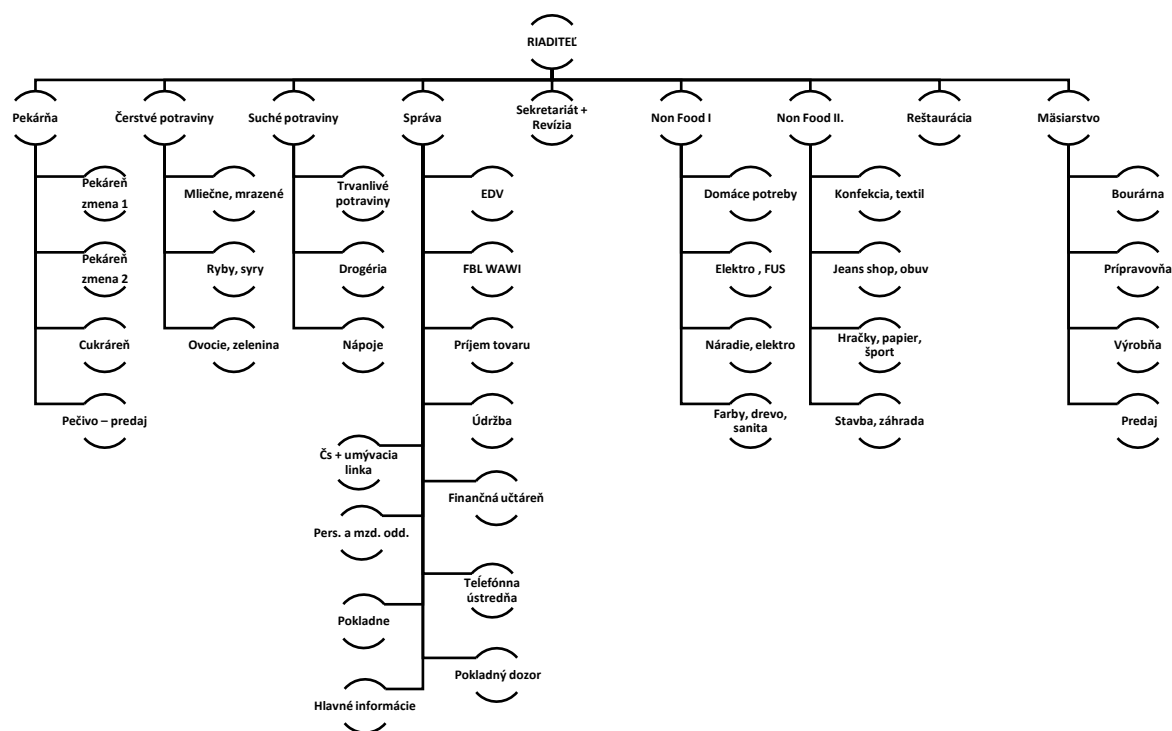 RIADITEĽ
Pekárňa
Čerstvé potraviny
Suché potraviny
Správa
Sekretariát +
Revízia
Non Food I
Non Food II.
Reštaurácia
Mäsiarstvo
Pekáreň
zmena 1
Mliečne, mrazené
Trvanlivé
potraviny
EDV
Domáce potreby
Konfekcia, textil
Bourárna
Pekáreň
zmena 2
Ryby, syry
Drogéria
FBL WAWI
Elektro , FUS
Jeans shop, obuv
Prípravovňa
Cukráreň
Ovocie, zelenina
Nápoje
Príjem tovaru
Náradie, elektro
Hračky, papier,
šport
Výrobňa
Pečivo – predaj
Údržba
Farby, drevo,
sanita
Stavba, záhrada
Predaj
Čs + umývacia
linka
Finančná učtáreň
Pers. a mzd. odd.
Teĺefónna
ústredňa
Pokladne
Pokladný dozor
Hlavné informácie